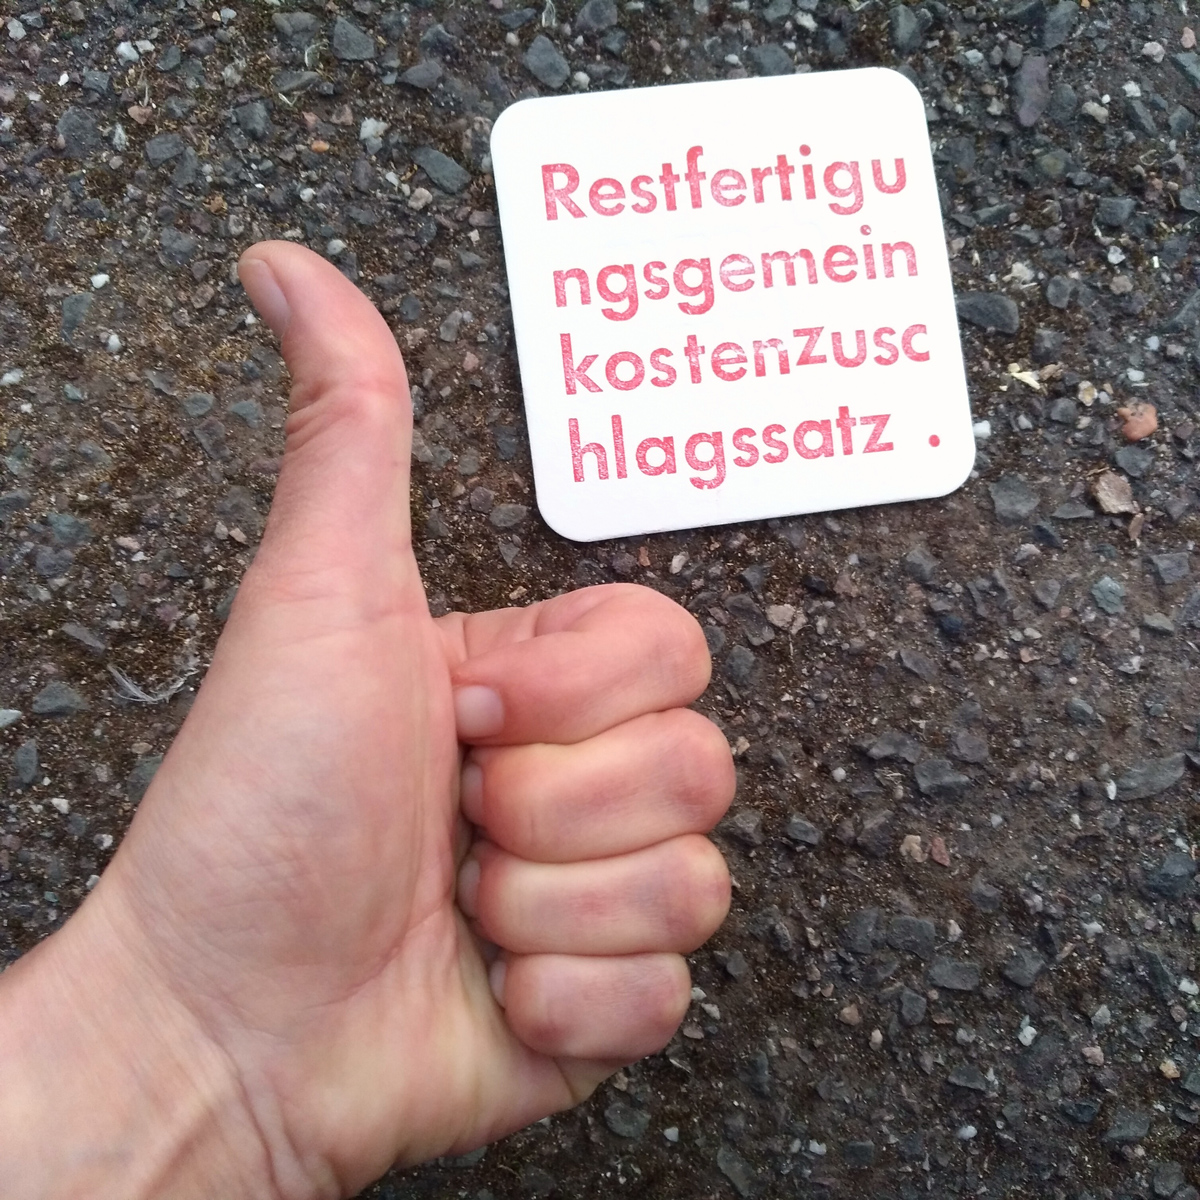 Restfertigu
ngsgemein
kostenzusc
hlagssatz .